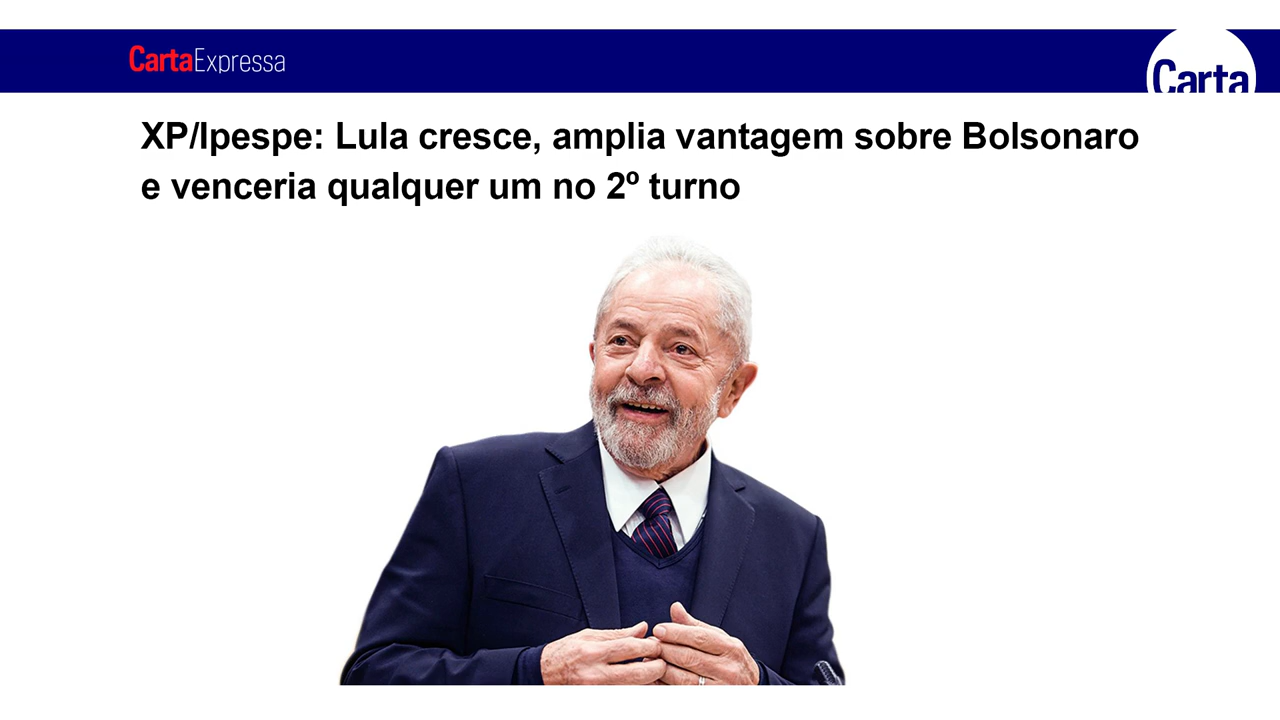 CartaExpressa
Carta
XP/Ipespe: Lula cresce, amplia vantagem sobre Bolsonaro
e venceria qualquer um no 2º turno